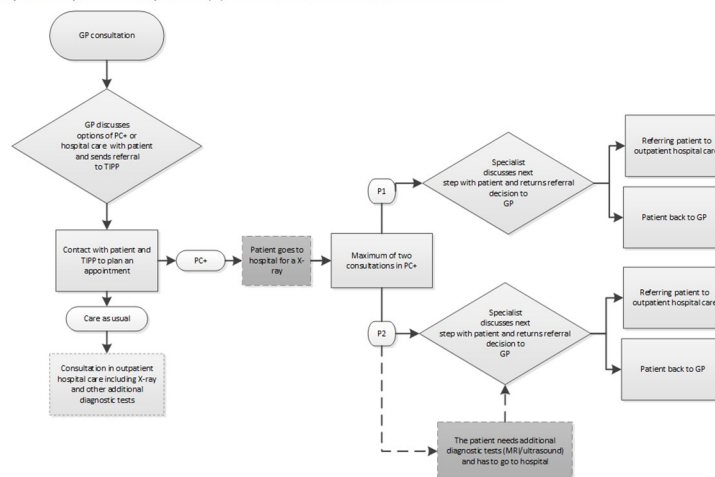 GP consultation
GP discusses
options of PC+ or
hospital care with patient
and sends referral
to TIPP
Contact with patient and
TIPP to plan an
appointment
PC+
Patient goes to
hospital for a X-
ray
Maximum of two
consultations in PC+
Care as usual
Consultation in outpatient
hospital care including X-ray
and other additional
diagnostic tests
P1
Specialist
discusses next
step with patient and returns referral
decision to
GP
Referring patient to
outpatient hospital care
Patient back to GP
P2
Specialist
discusses next
step with patient and returns referral
decision to
GP
Referring patient to
outpatient hospital care
Patient back to GP
The patient needs additional
diagnostic tests (MRI/ultrasound)
and has to go to hospital